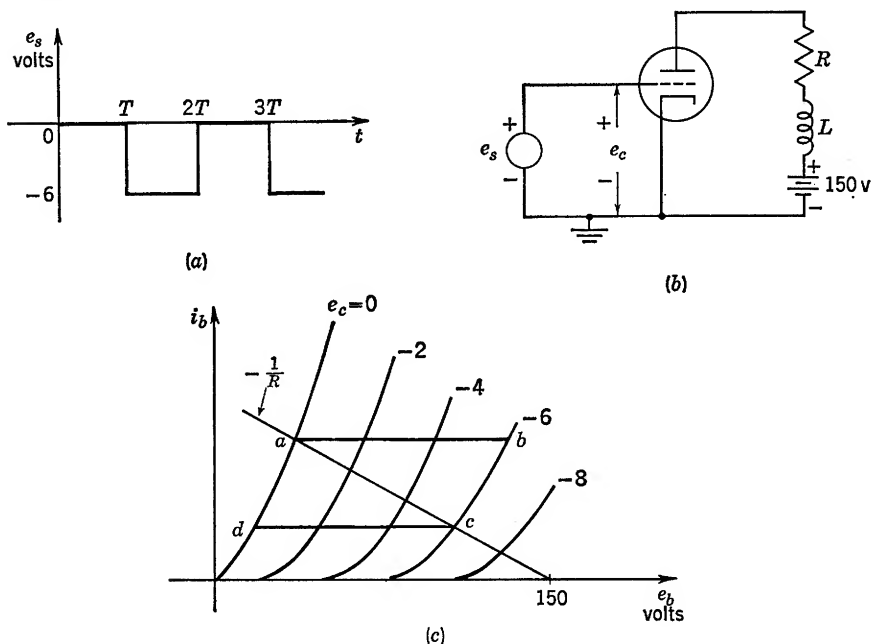 e_s
volts
T 2T 3T
0 t
−6
(a)
R
L
+ + +
e_s e_c
150 v
− − −
(b)
i_b
e_c=0
−2
−1/R
−4
−6
a b
−8
d c
150 e_b
volts
(c)